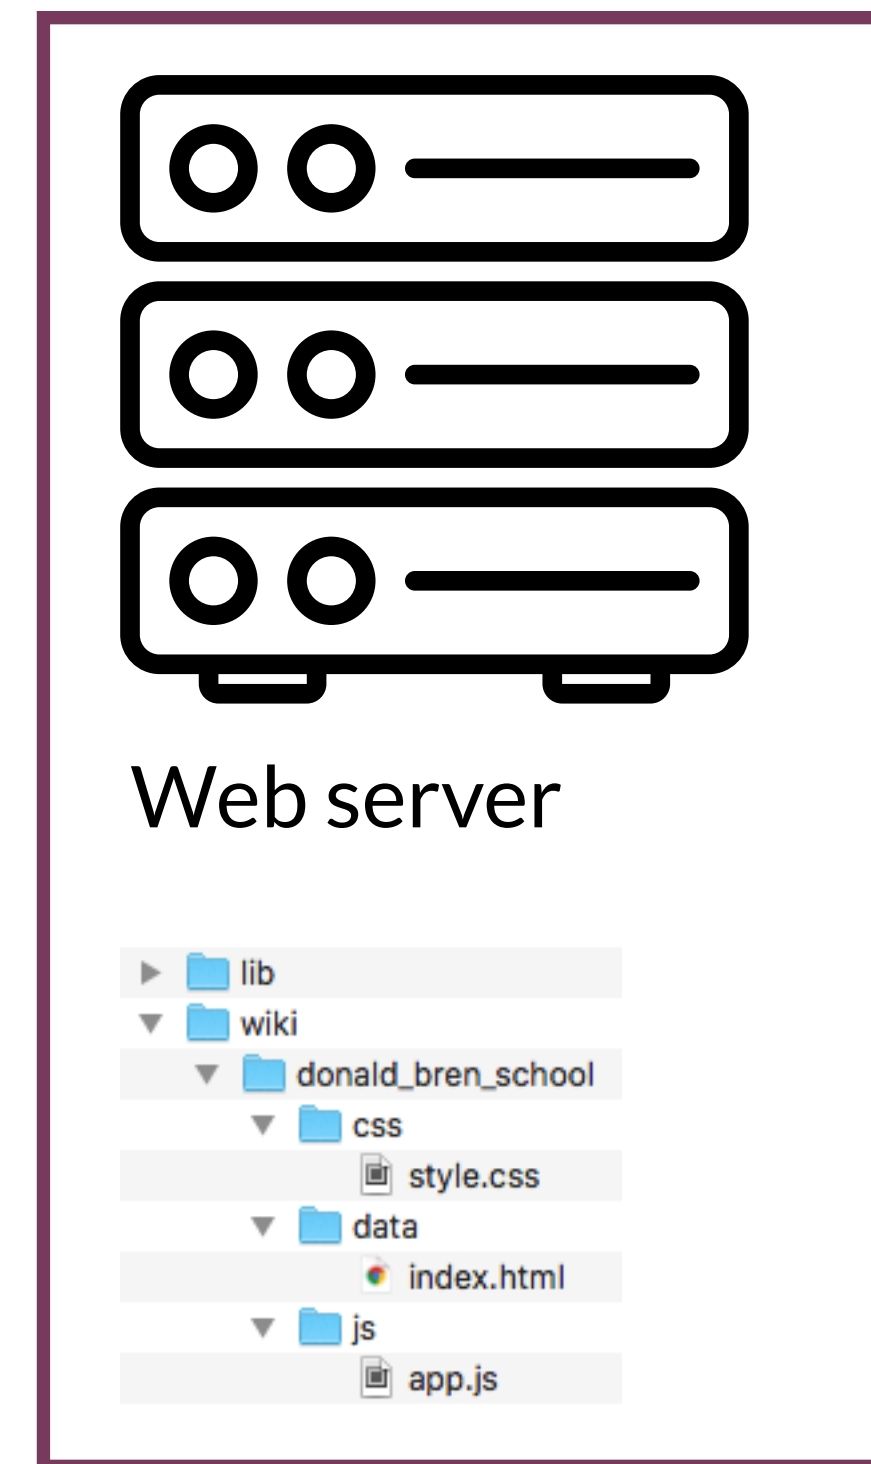 Web server
lib
wiki
donald_bren_school
css
style.css
data
index.html
js
app.js